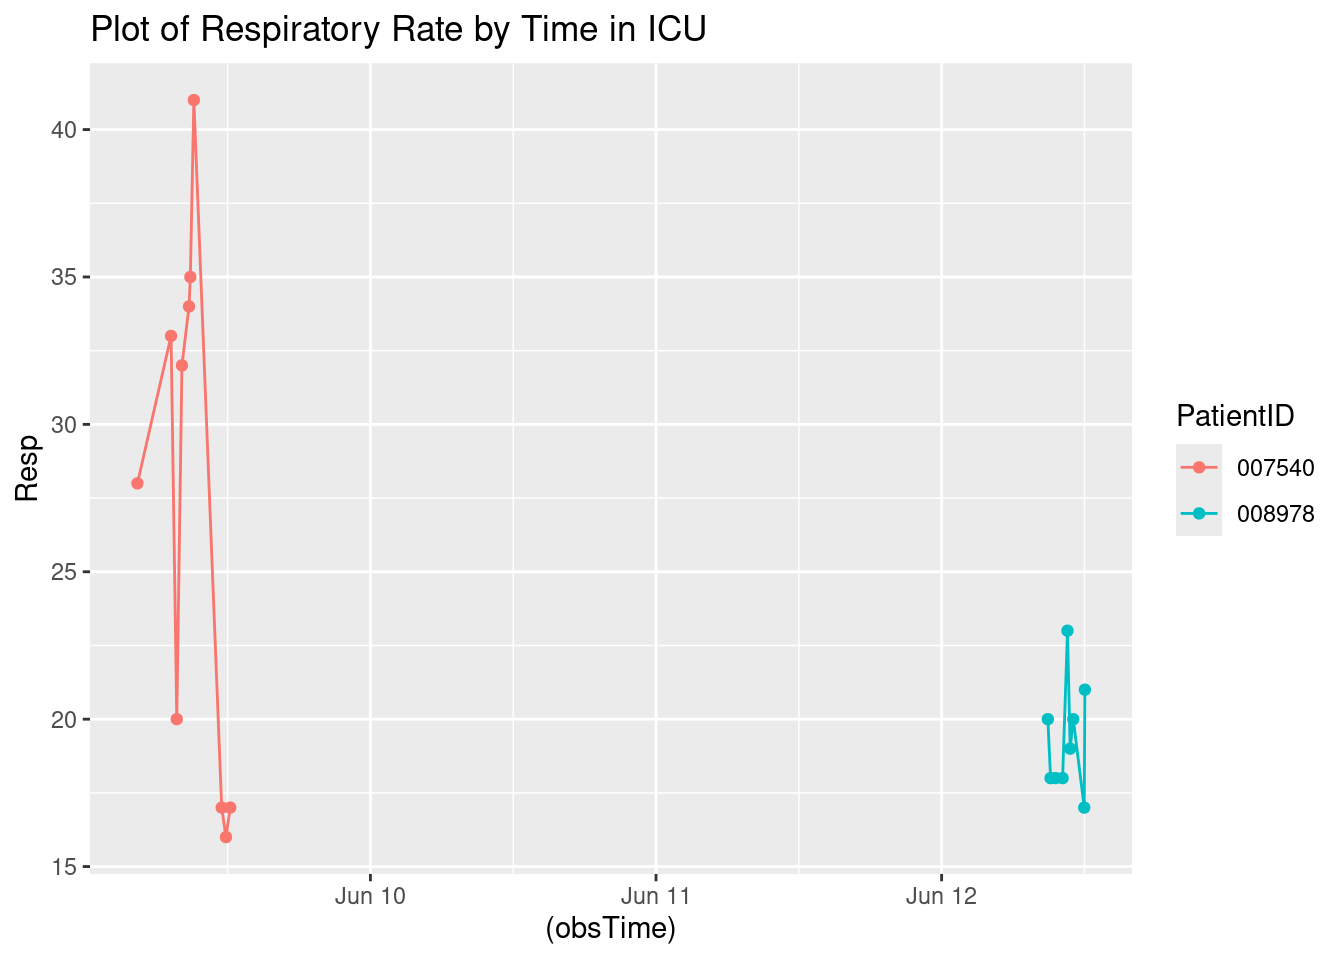 Plot of Respiratory Rate by Time in ICU
40
35
30
25
20
15
Resp
Jun 10
Jun 11
Jun 12
(obsTime)
PatientID
007540
008978